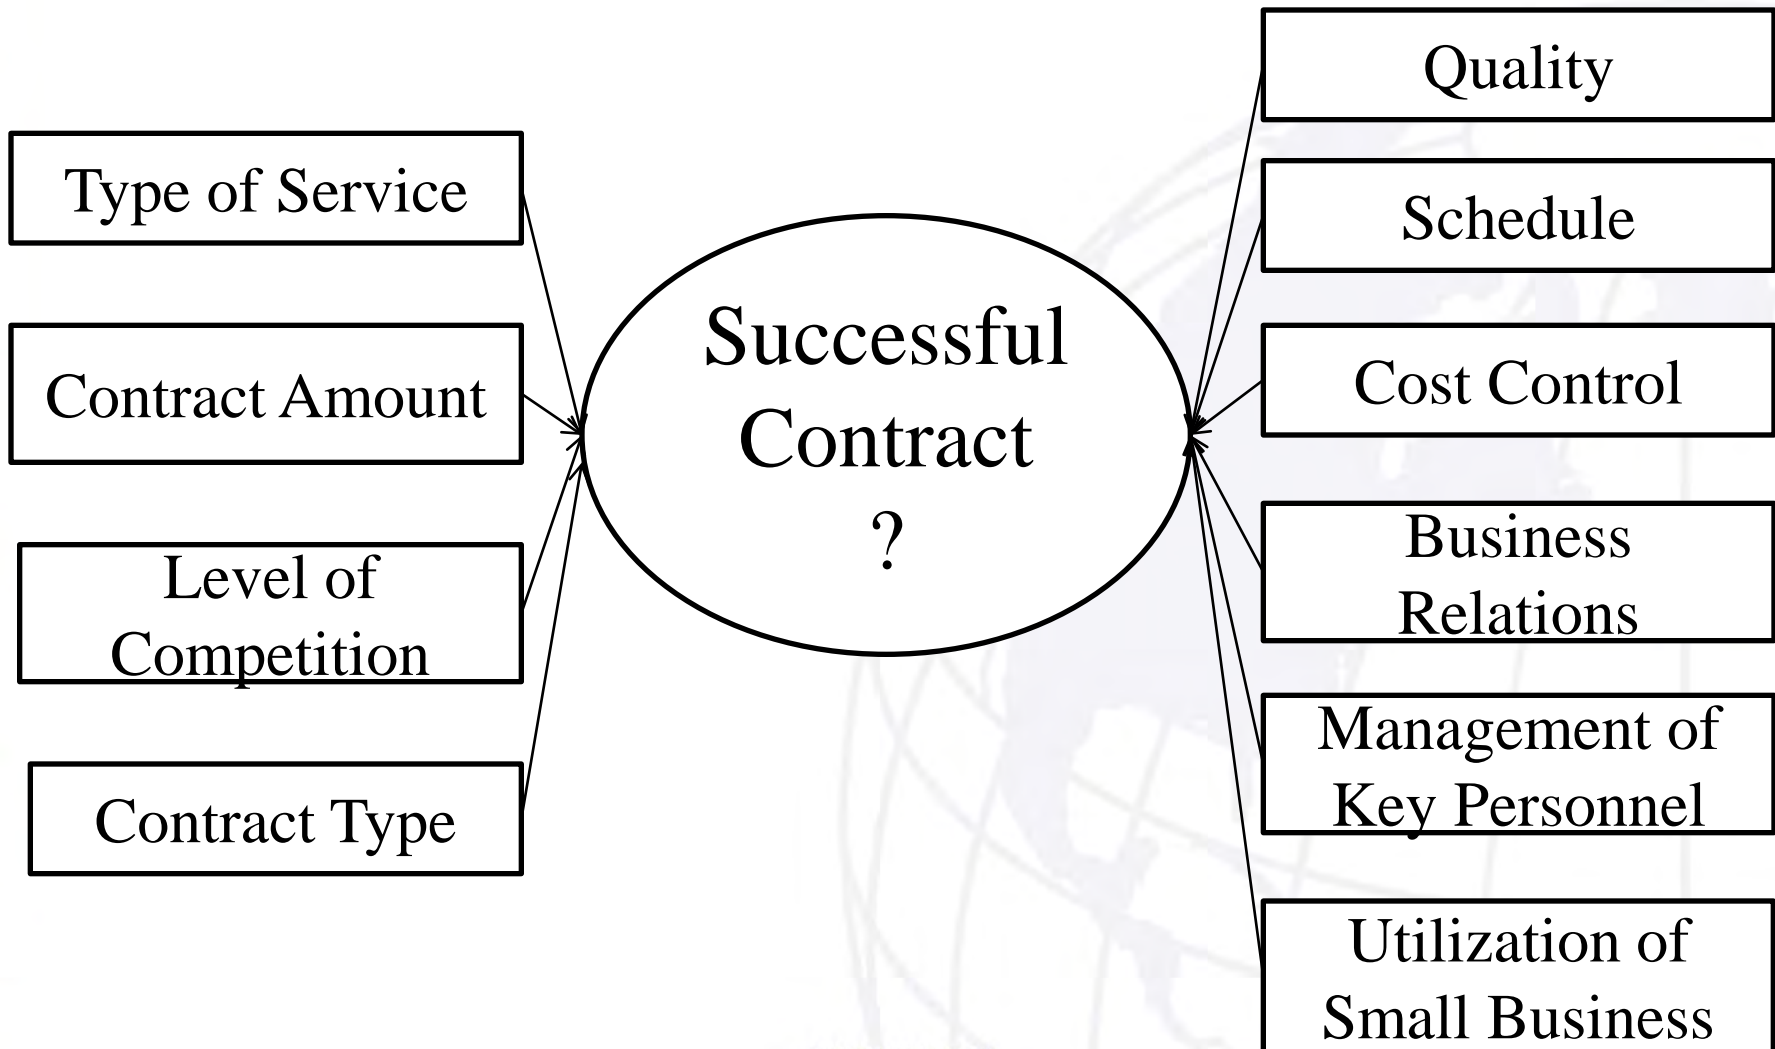 Type of Service
Contract Amount
Level of
Competition
Contract Type
Successful
Contract
?
Quality
Schedule
Cost Control
Business
Relations
Management of
Key Personnel
Utilization of
Small Business